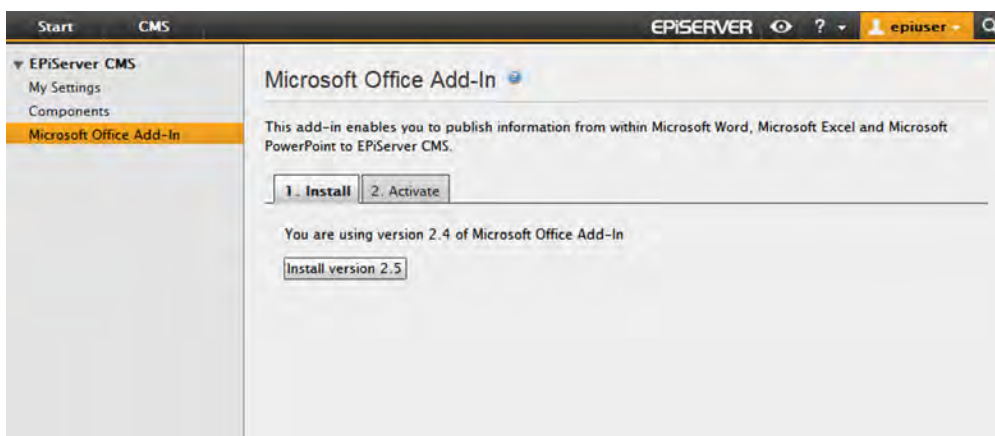 Start CMS EPiSERVER ? epiuser
EPiServer CMS
My Settings
Components
Microsoft Office Add-In
Microsoft Office Add-In ?
This add-in enables you to publish information from within Microsoft Word, Microsoft Excel and Microsoft
PowerPoint to EPiServer CMS.
1. Install 2. Activate
You are using version 2.4 of Microsoft Office Add-In
Install version 2.5